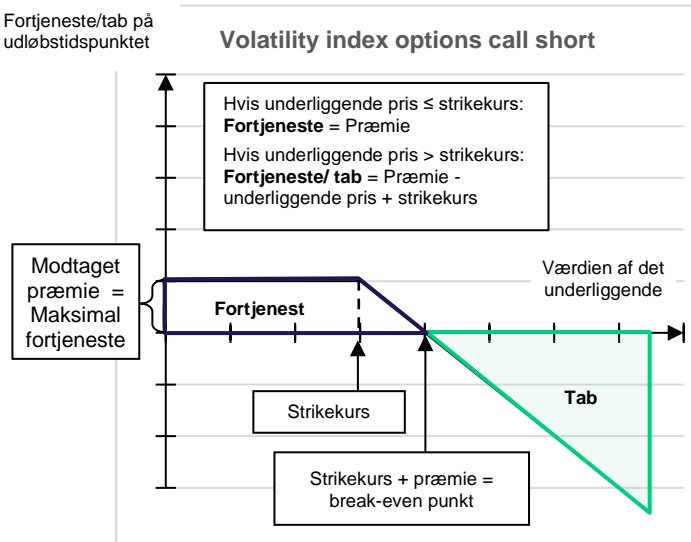 Fortjeneste/tab på
udløbstidspunktet
Volatility index options call short
Hvis underliggende pris ≤ strikekurs:
Fortjeneste = Præmie
Hvis underliggende pris > strikekurs:
Fortjeneste/ tab = Præmie -
underliggende pris + strikekurs
Modtaget
præmie =
Maksimal
fortjeneste
Værdien af det
underliggende
Fortjenest
Tab
Strikekurs
Strikekurs + præmie =
break-even punkt